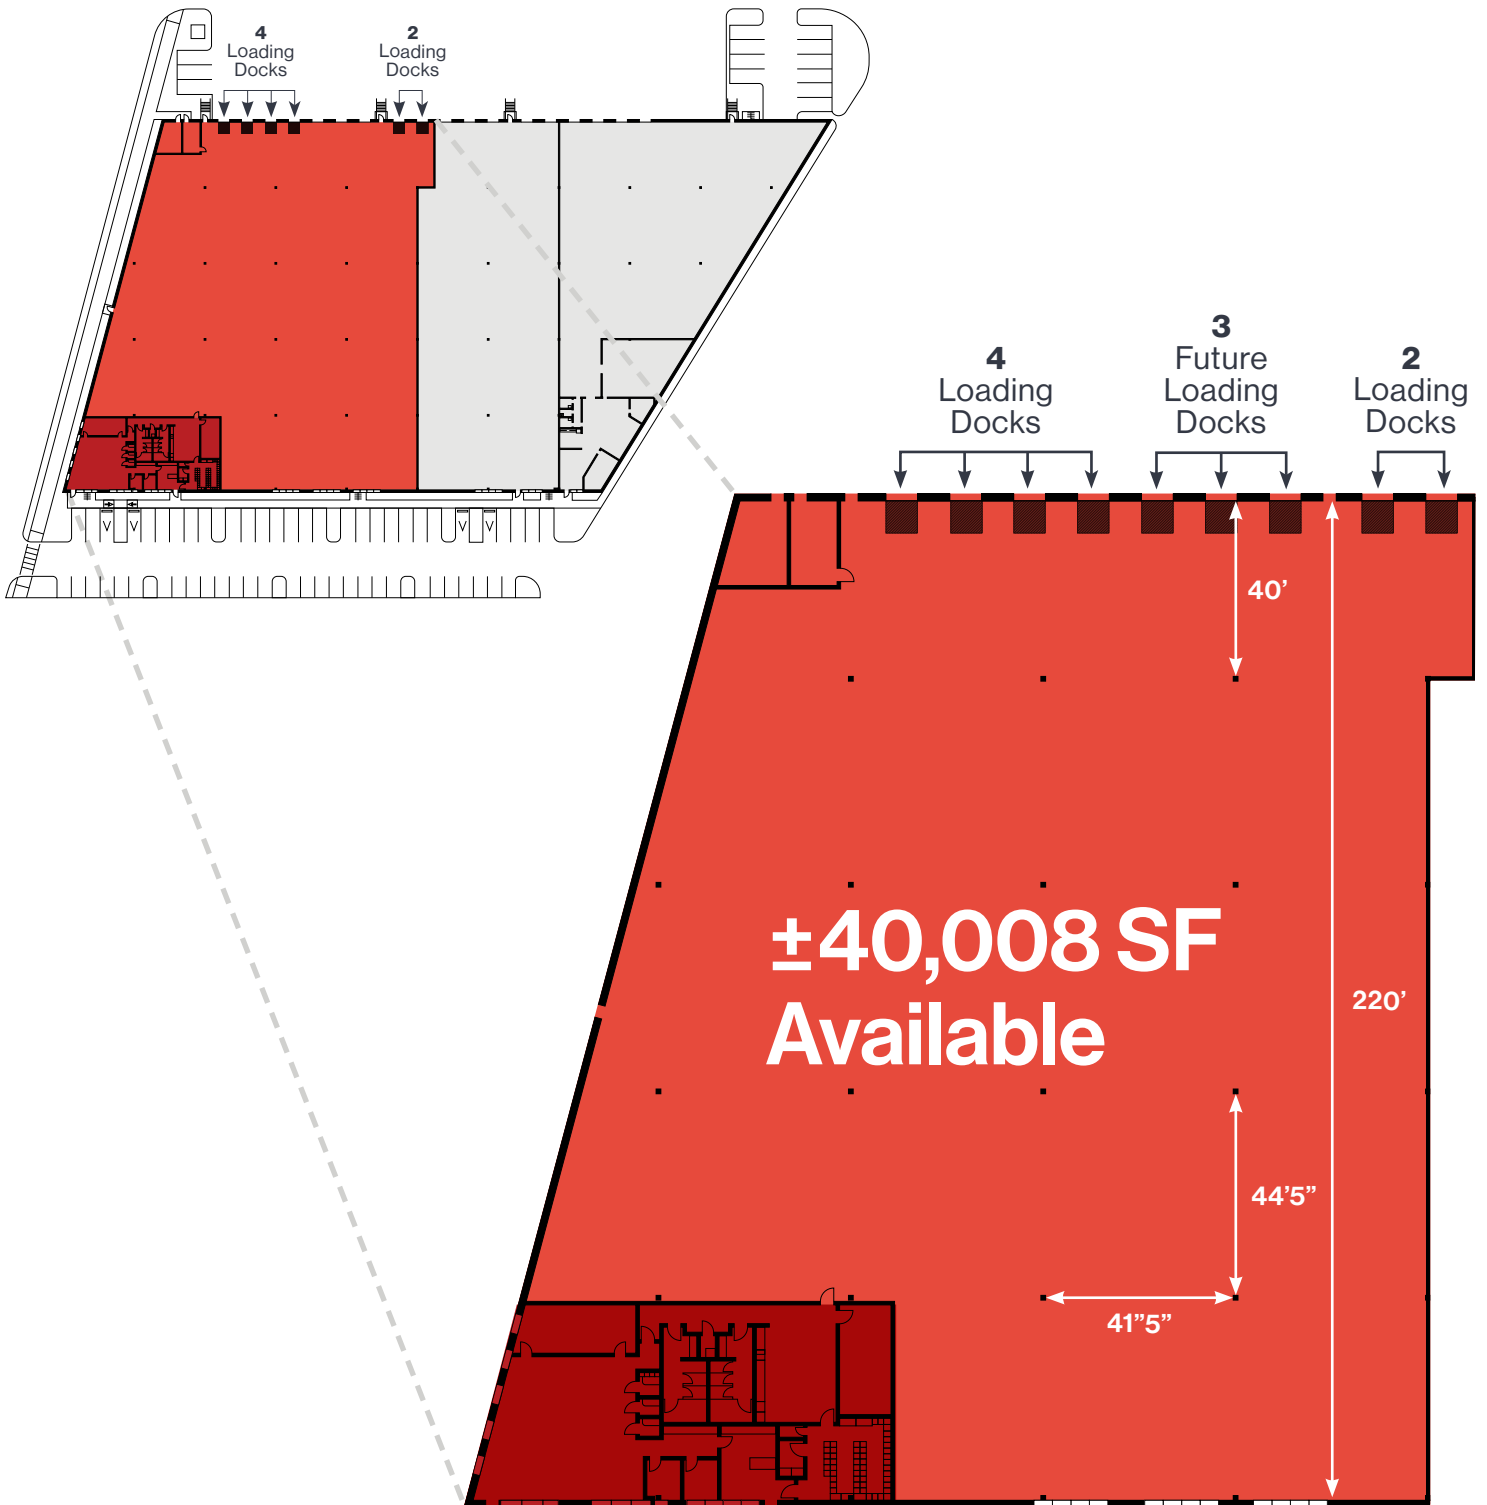 4
Loading
Docks
2
Loading
Docks
4
Loading
Docks
3
Future
Loading
Docks
2
Loading
Docks
40’
±40,008 SF
Available
220’
44’5”
41”5”